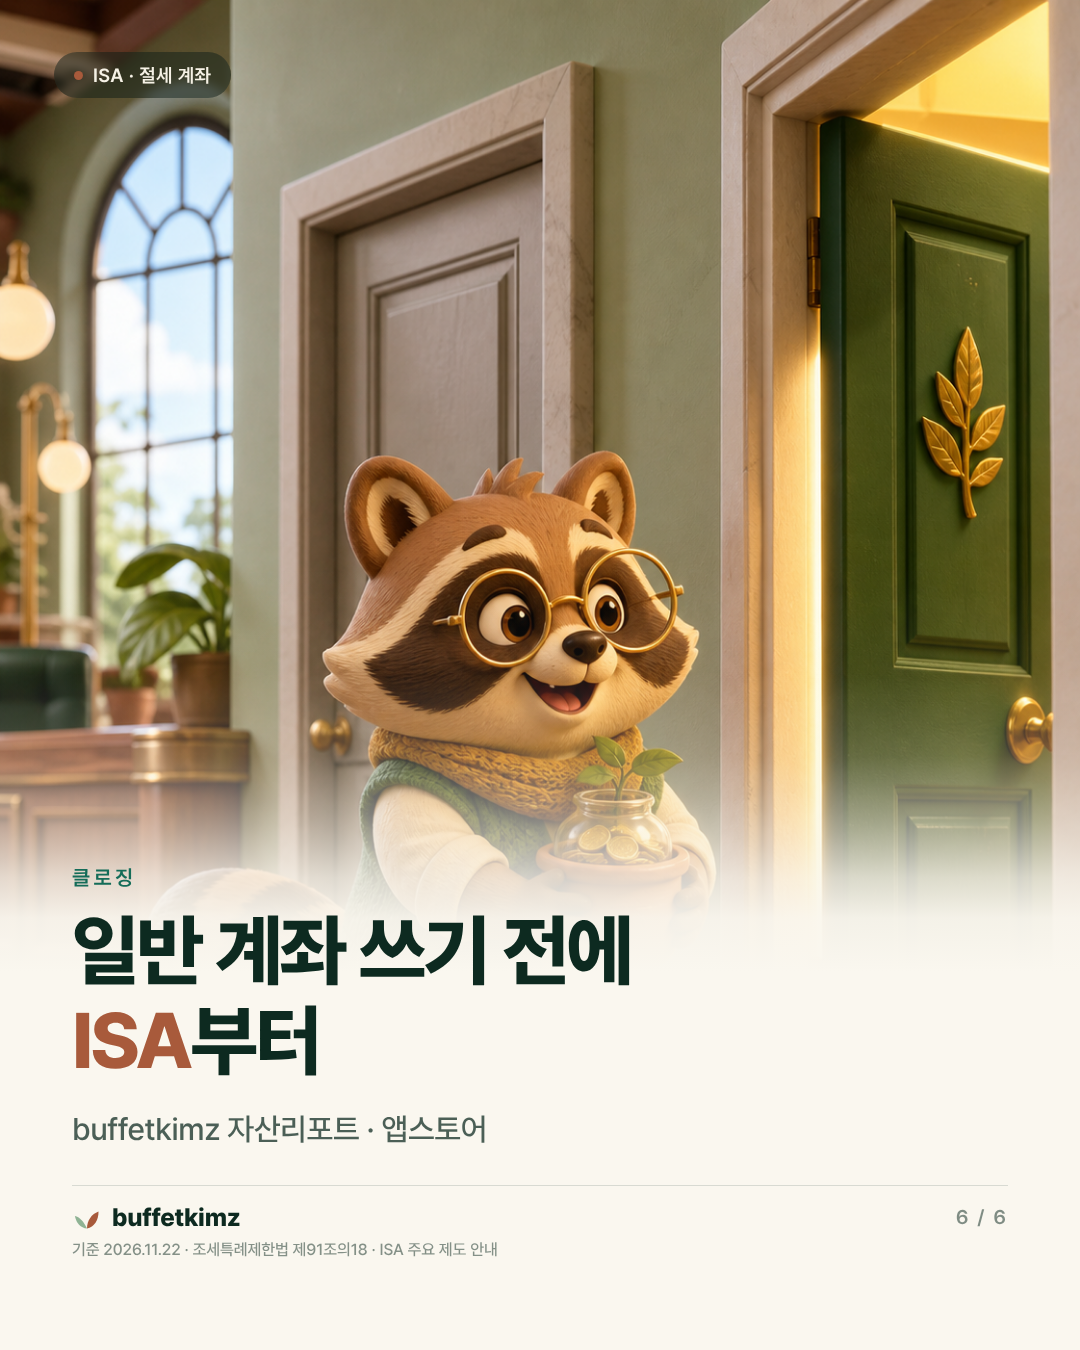 ISA · 절세 계좌
클로징
일반 계좌 쓰기 전에
ISA부터
buffetkimz 자산리포트 · 앱스토어
buffetkimz
6 / 6
기준 2026.11.22 · 조세특례제한법 제91조의18 · ISA 주요 제도 안내